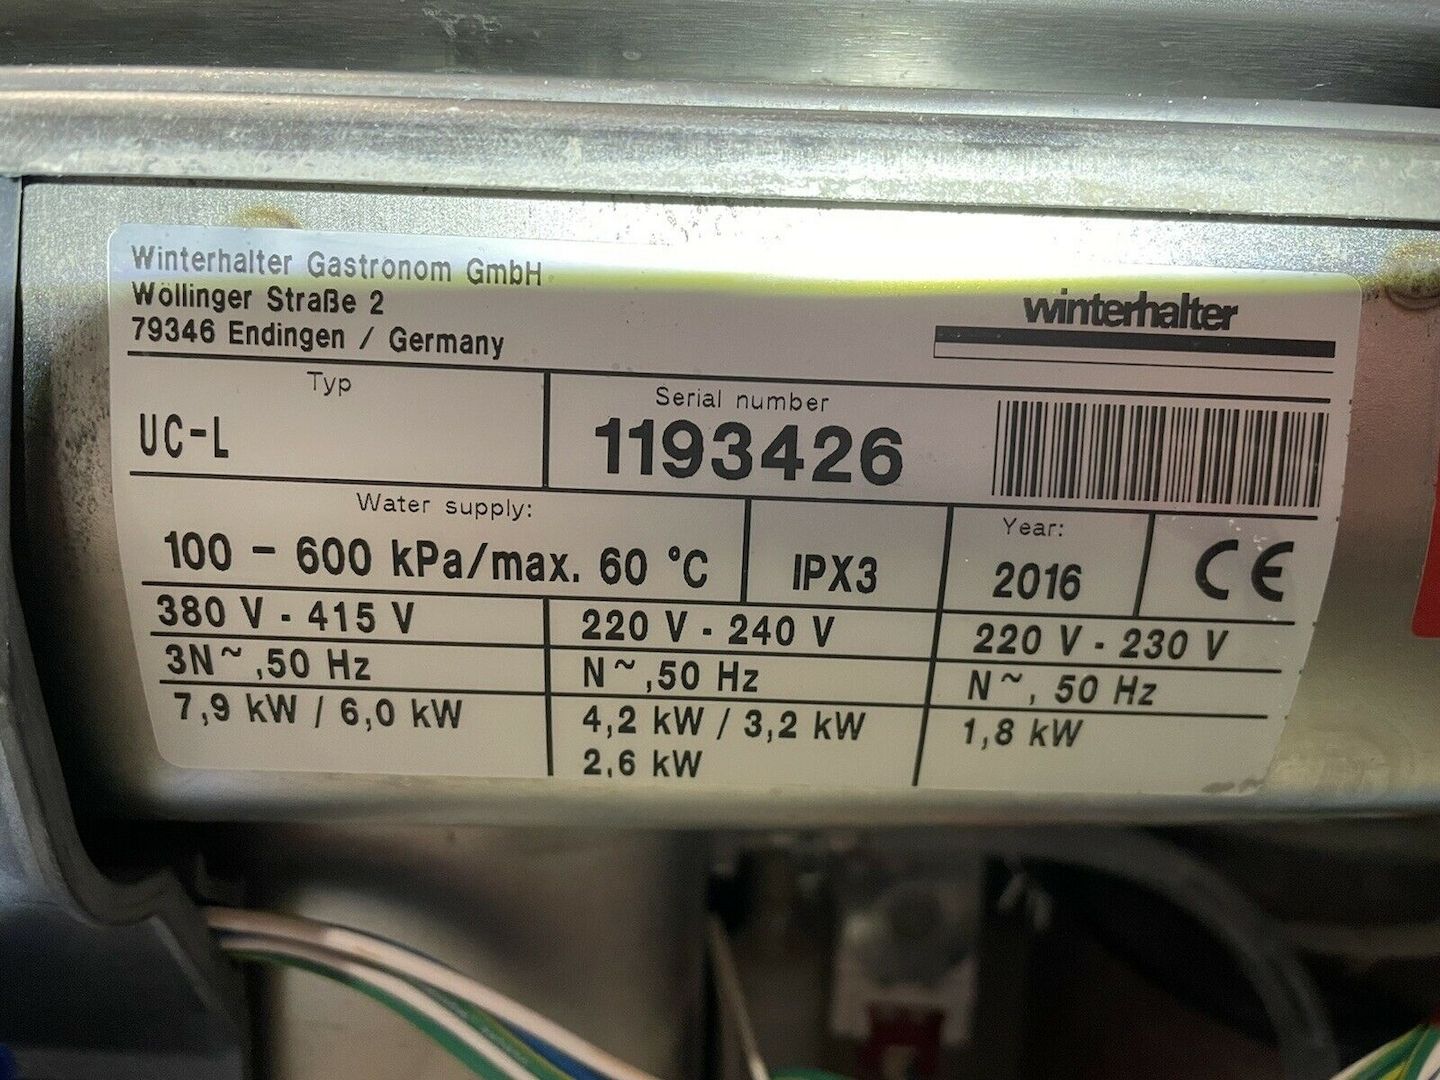 Winterhalter Gastronom GmbH
Wöllinger Straße 2
79346 Endingen / Germany
winterhalter
Typ
UC-L
Serial number
1193426
Water supply:
100 - 600 kPa/max. 60 °C
IPX3
Year:
2016
CE
380 V - 415 V
3N~,50 Hz
7,9 kW / 6,0 kW
220 V - 240 V
N~,50 Hz
4,2 kW / 3,2 kW
2,6 kW
220 V - 230 V
N~, 50 Hz
1,8 kW